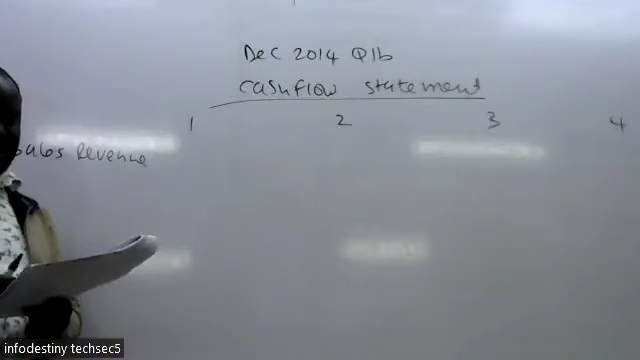 Dec 2014 Q1b
Cashflow statement
1 2 3 4
Sales Revenue
infodestiny techsec5